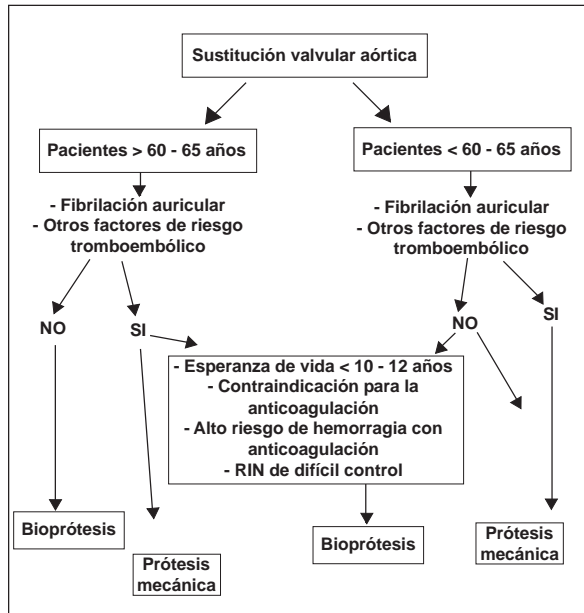 Sustitución valvular aórtica
Pacientes > 60 - 65 años
Pacientes < 60 - 65 años
- Fibrilación auricular
- Otros factores de riesgo
tromboembólico
- Fibrilación auricular
- Otros factores de riesgo
tromboembólico
NO
SI
NO
SI
- Esperanza de vida < 10 - 12 años
- Contraindicación para la
anticoagulación
- Alto riesgo de hemorragia con
anticoagulación
- RIN de difícil control
Bioprótesis
Prótesis
mecánica
Bioprótesis
Prótesis
mecánica